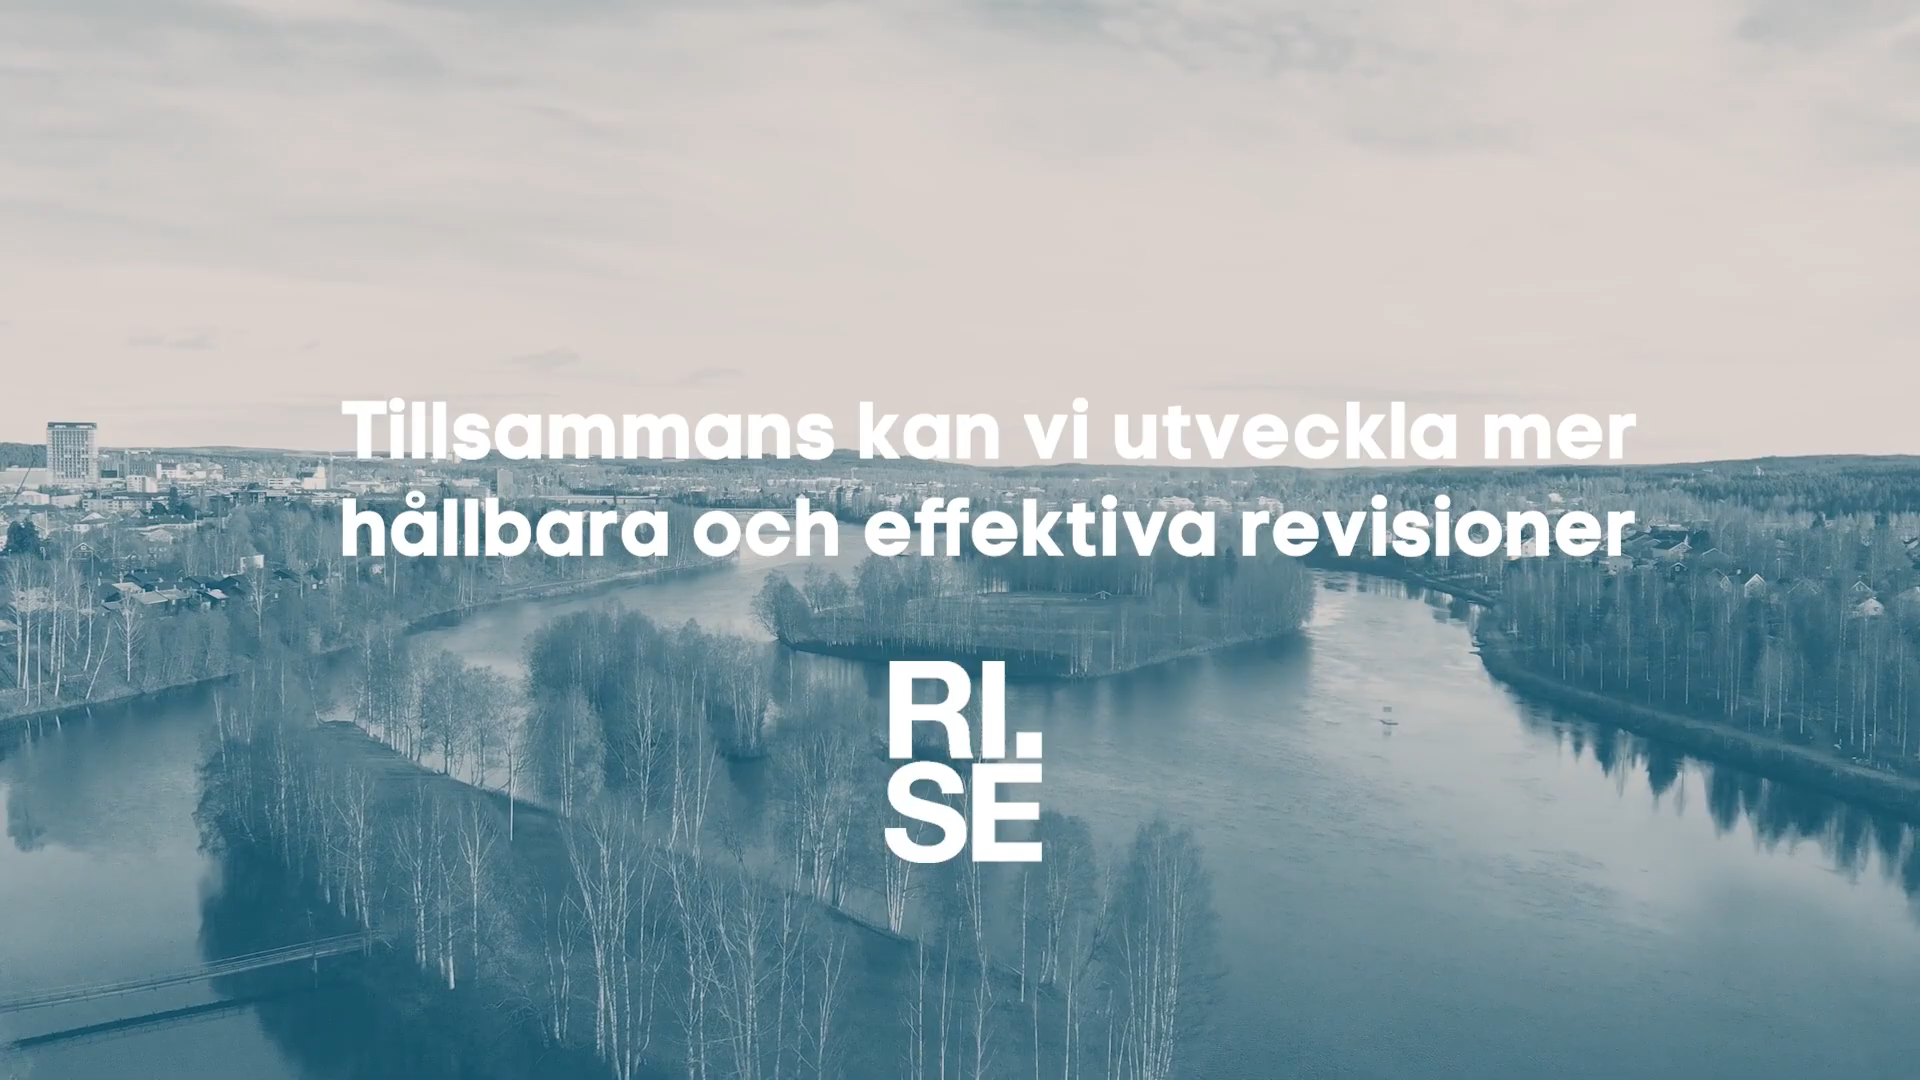 Tillsammans kan vi utveckla mer
hållbara och effektiva revisioner
RI.
SE